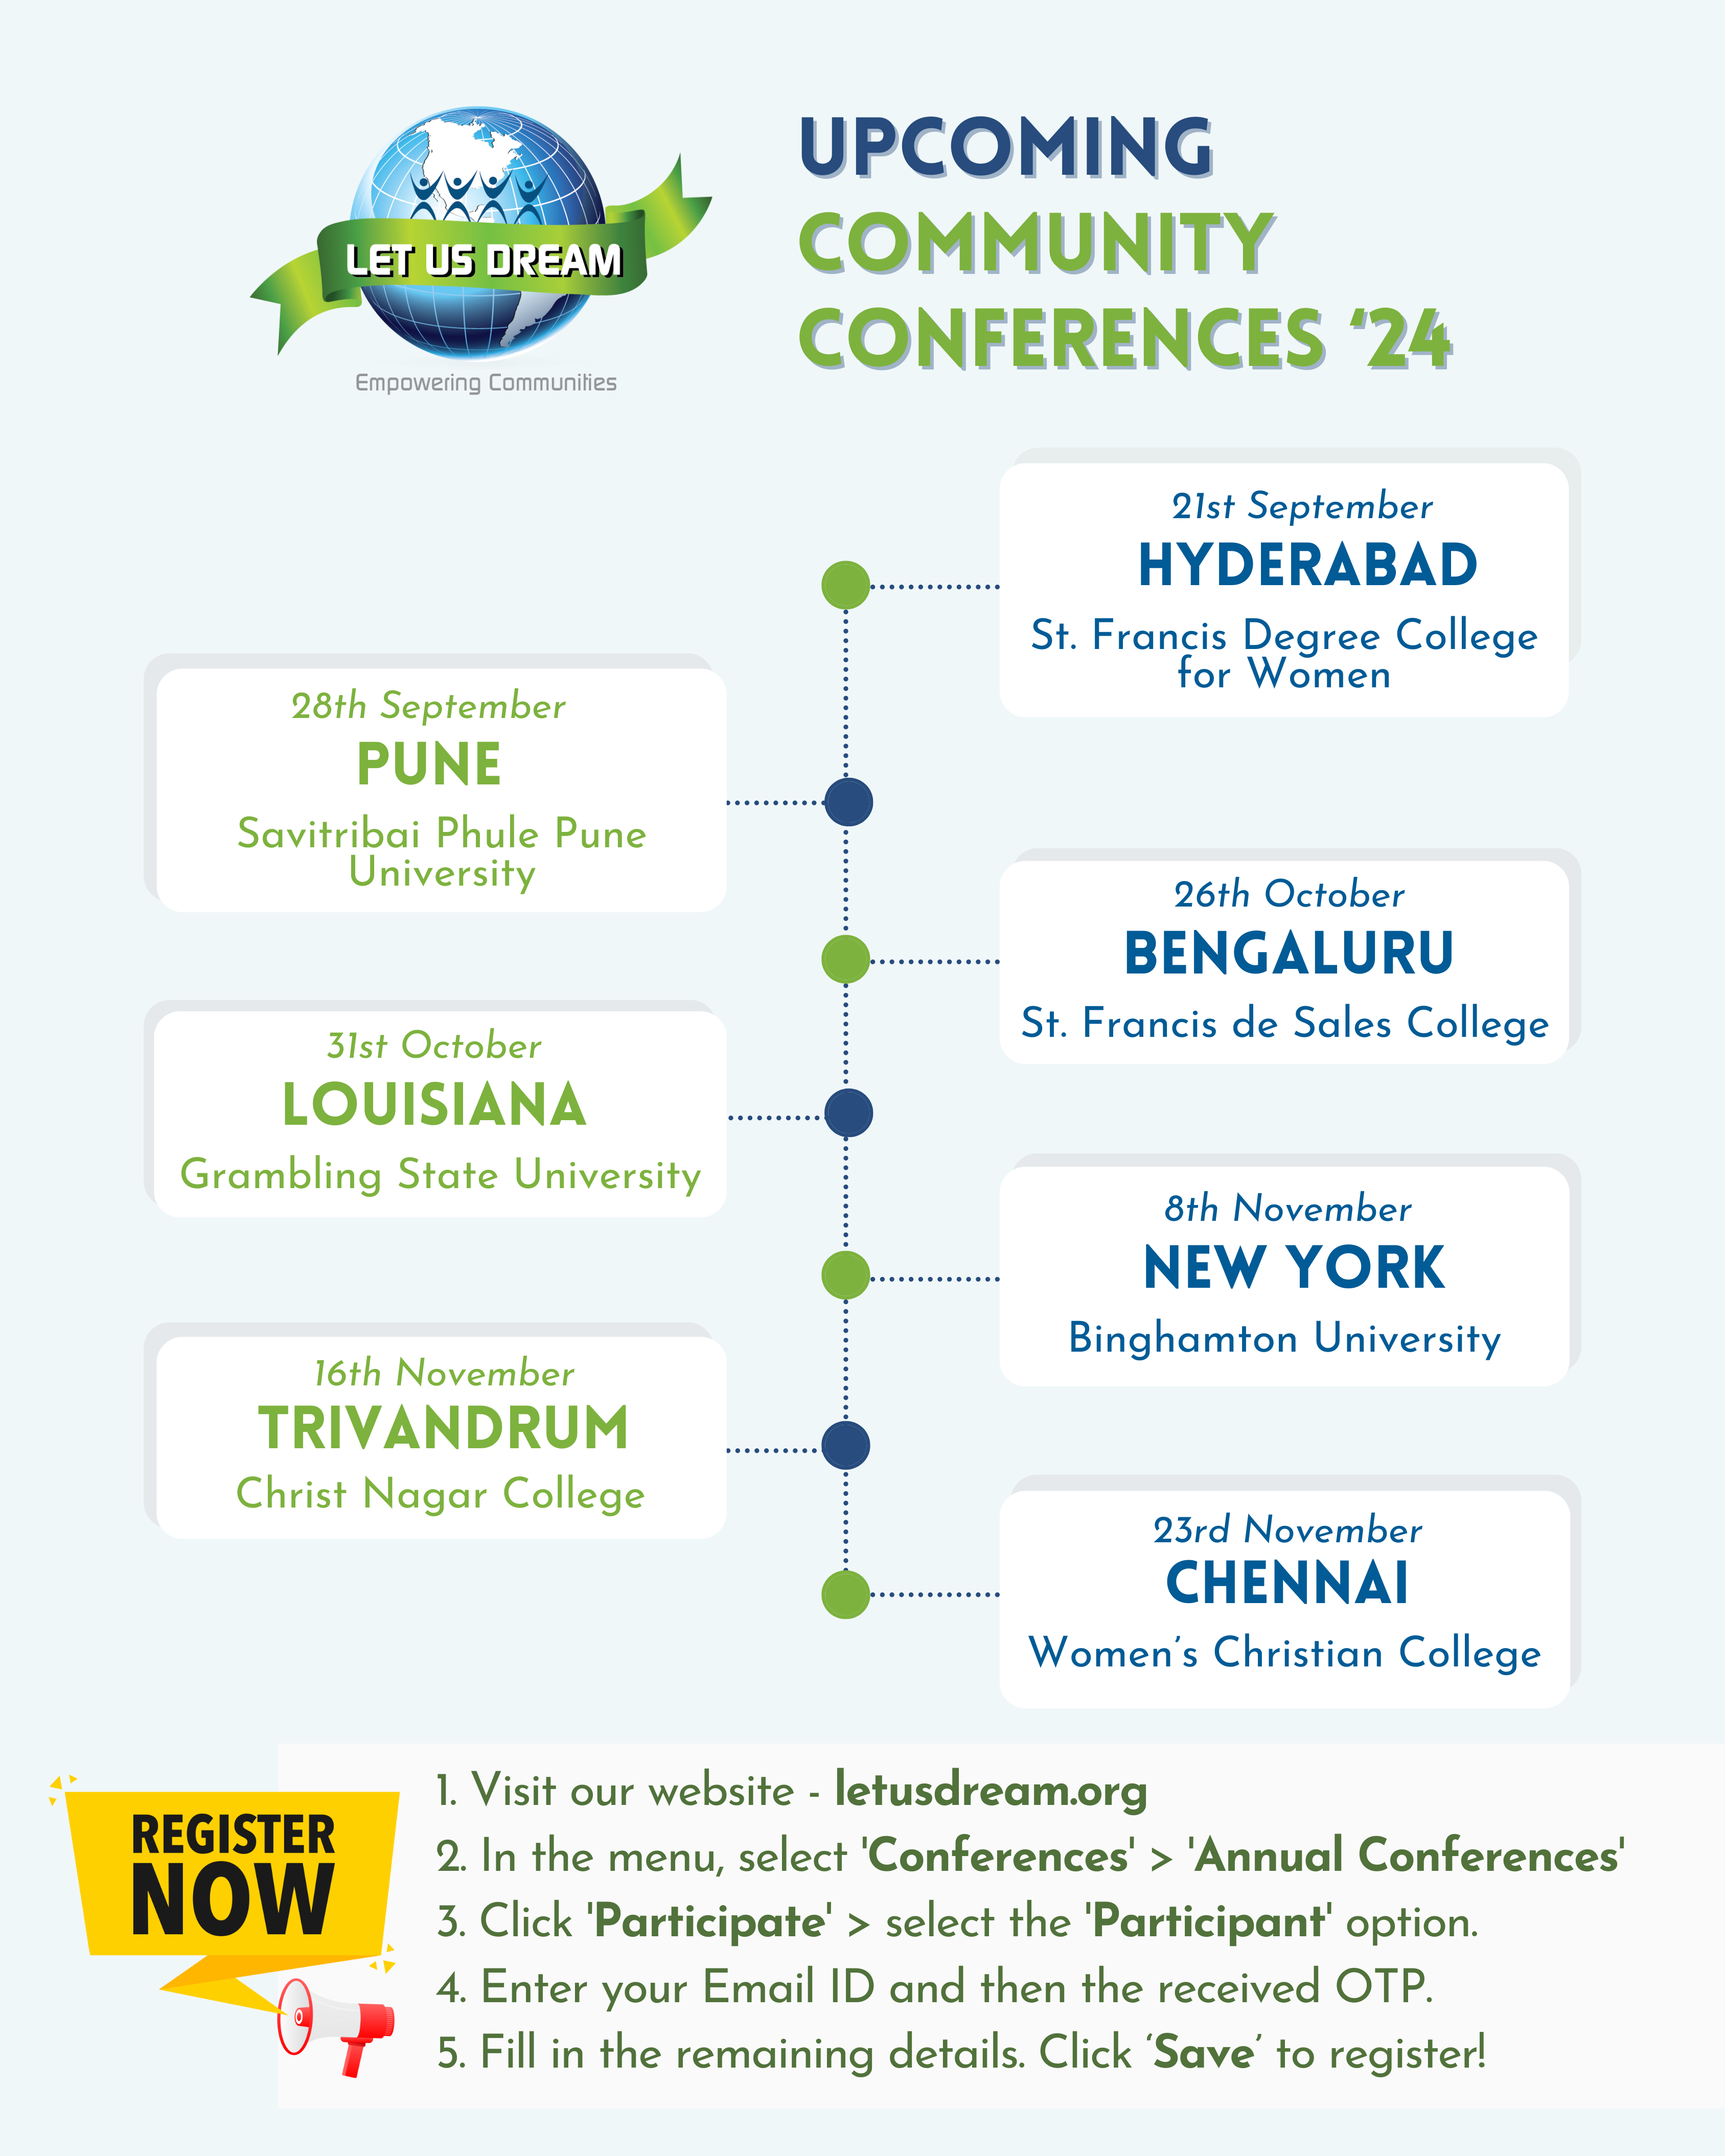 LET US DREAM
Empowering Communities
UPCOMING
COMMUNITY
CONFERENCES ‘24
21st September
HYDERABAD
St. Francis Degree College
for Women
28th September
PUNE
Savitribai Phule Pune
University
26th October
BENGALURU
St. Francis de Sales College
31st October
LOUISIANA
Grambling State University
8th November
NEW YORK
Binghamton University
16th November
TRIVANDRUM
Christ Nagar College
23rd November
CHENNAI
Women’s Christian College
REGISTER
NOW
1. Visit our website - letusdream.org
2. In the menu, select 'Conferences' > 'Annual Conferences'
3. Click 'Participate' > select the 'Participant' option.
4. Enter your Email ID and then the received OTP.
5. Fill in the remaining details. Click ‘Save’ to register!